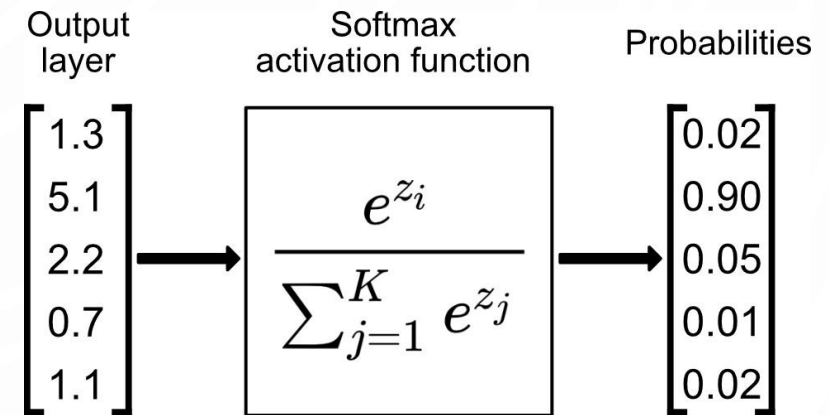 Output
layer
Softmax
activation function
Probabilities
1.3
5.1
2.2
0.7
1.1
e^{z_i}
\sum_{j=1}^{K} e^{z_j}
0.02
0.90
0.05
0.01
0.02